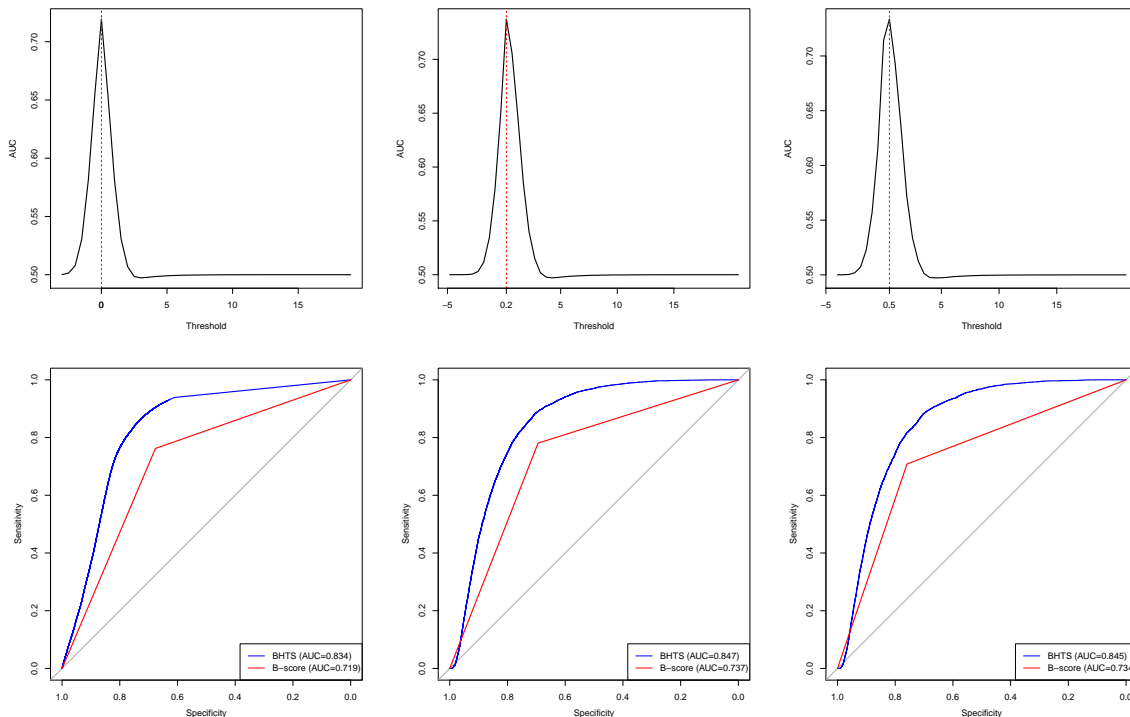 0.50 0.55 0.60 0.65 0.70
AUC
0 0 5 10 15
Threshold
0.50 0.55 0.60 0.65 0.70
AUC
−5 0.2 5 10 15
Threshold
0.50 0.55 0.60 0.65 0.70
AUC
−5 0.5 5 10 15
Threshold
0.0 0.2 0.4 0.6 0.8 1.0
Sensitivity
BHTS (AUC=0.834)
B−score (AUC=0.719)
1.0 0.8 0.6 0.4 0.2 0.0
Specificity
0.0 0.2 0.4 0.6 0.8 1.0
Sensitivity
BHTS (AUC=0.847)
B−score (AUC=0.737)
1.0 0.8 0.6 0.4 0.2 0.0
Specificity
0.0 0.2 0.4 0.6 0.8 1.0
Sensitivity
BHTS (AUC=0.845)
B−score (AUC=0.734
1.0 0.8 0.6 0.4 0.2 0.0
Specificity